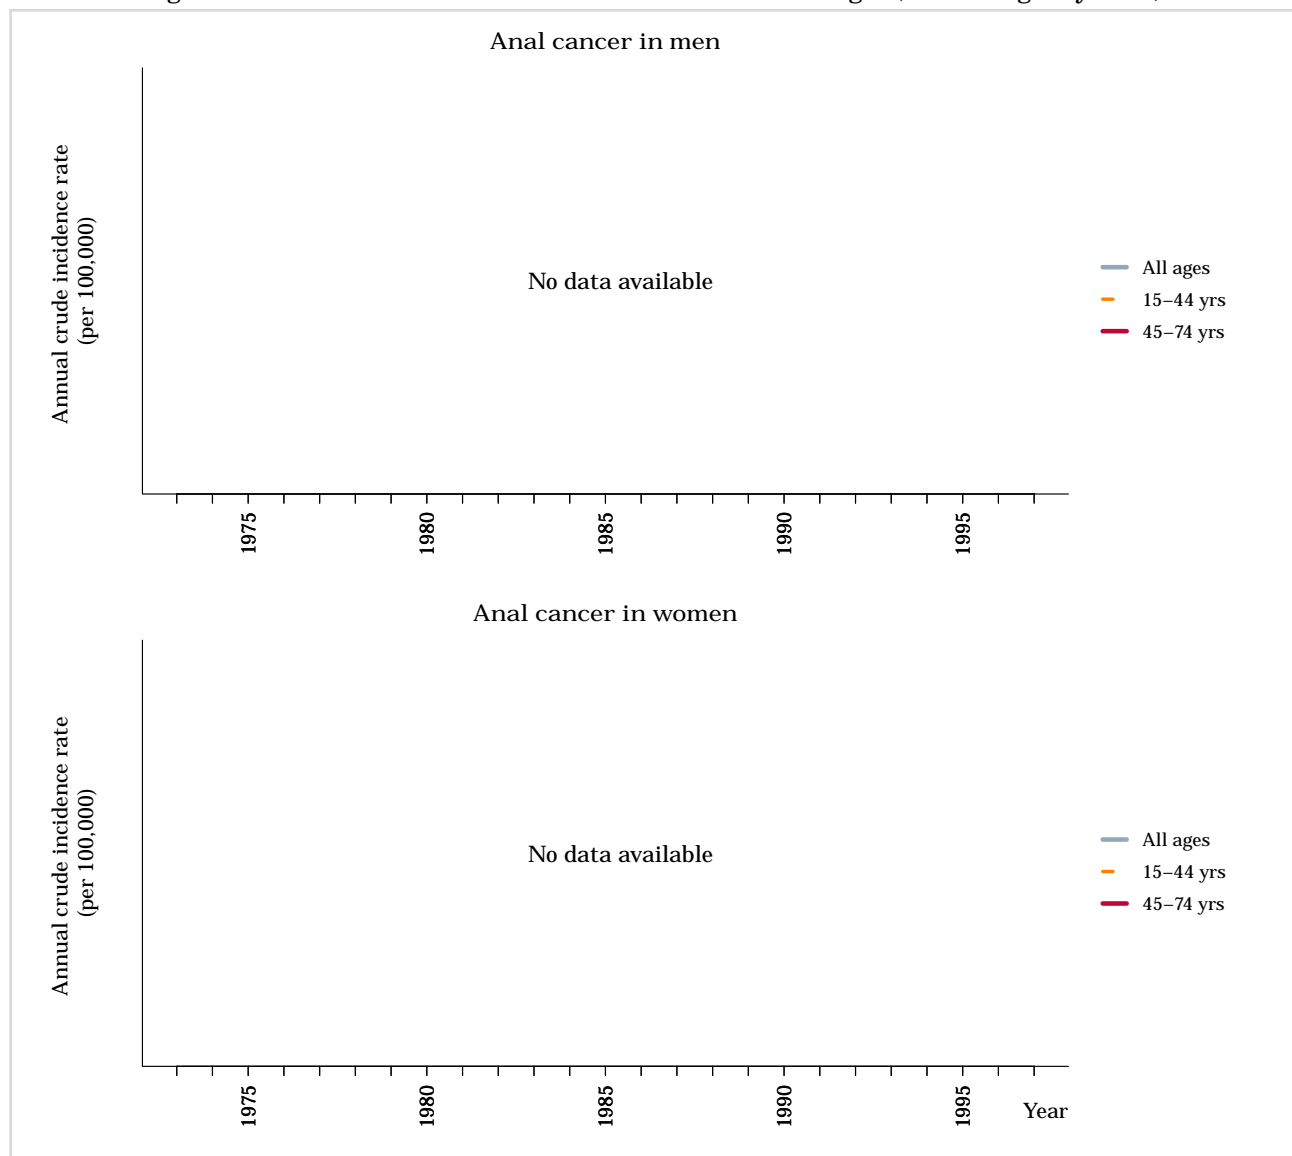 Anal cancer in men
Annual crude incidence rate
(per 100,000)
No data available
All ages
15–44 yrs
45–74 yrs
1975
1980
1985
1990
1995
Anal cancer in women
Annual crude incidence rate
(per 100,000)
No data available
All ages
15–44 yrs
45–74 yrs
1975
1980
1985
1990
1995
Year